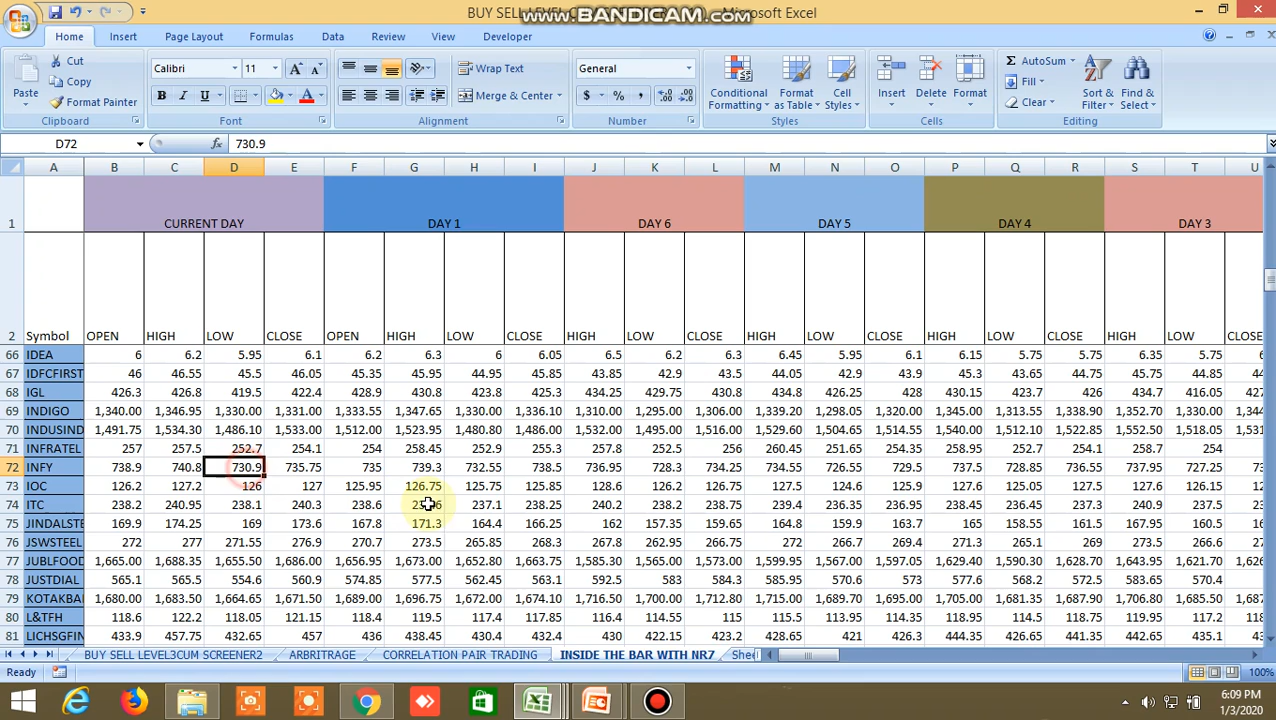 BUY SELL LEVEL3CUM SC www.BANDICAM.com Microsoft Excel
Home Insert Page Layout Formulas Data Review View Developer
Cut Calibri 11 A A Wrap Text General AutoSum
Paste Copy Conditional Format Cell Insert Delete Format Fill Sort & Find &
Format Painter B I U A Merge & Center $ % , Formatting as Table Styles Clear Filter Select
Clipboard Font Alignment Number Styles Cells Editing
D72 fx 730.9
A B C D E F G H I J K L M N O P Q R S T U
1 CURRENT DAY DAY 1 DAY 6 DAY 5 DAY 4 DAY 3
2 Symbol OPEN HIGH LOW CLOSE OPEN HIGH LOW CLOSE HIGH LOW CLOSE HIGH LOW CLOSE HIGH LOW CLOSE HIGH LOW CLOS
66 IDEA 6 6.2 5.95 6.1 6.2 6.3 6 6.05 6.5 6.2 6.3 6.45 5.95 6.1 6.15 5.75 5.75 6.35 5.75
67 IDFCFIRST 46 46.55 45.5 46.05 45.35 45.95 44.95 45.85 43.85 42.9 43.5 44.05 42.9 43.9 45.3 43.65 44.75 45.75 44.85
68 IGL 426.3 426.8 419.5 422.4 428.9 430.8 423.8 425.3 434.25 429.75 430.8 434.8 426.25 428 430.15 423.7 426 434.7 416.05
69 INDIGO 1,340.00 1,346.95 1,330.00 1,331.00 1,333.55 1,347.65 1,330.00 1,336.10 1,310.00 1,295.00 1,306.00 1,339.20 1,298.05 1,320.00 1,345.00 1,313.55 1,338.90 1,352.70 1,331.10
70 INDUSIND 1,491.75 1,534.30 1,486.10 1,533.00 1,512.00 1,523.95 1,480.80 1,486.00 1,432.00 1,457.15 1,465.00 1,529.00 1,504.65 1,514.55 1,540.00
71 INFRATEL 257 257.5 252.7 254.1 254 258.45 252.9 255.3 257.8 252.5 256 260.45 251.65 254.35 258.95 252.7 254.1 258.7 254
72 INFY 738.9 740.8 730.9 735.75 735 739.3 732.55 738.5 736.95 728.3 734.25 734.55 726.55 729.5 737.5 728.85 736.55 737.95 727.25
73 IOC 126.2 127.2 126 127 125.95 126.75 125.6 126.5 128.6 126.2 126.75 128.5 124.6 125.9 127.6 125.05 127.5 127.6 126.15
74 ITC 238.2 240.95 238.1 240.3 238.6 237.1 238.25 240.2 238.2 238.75 239.4 236.35 236.95 238.45 236.05 237.3 240.9 237.5
75 JINDALSTE 169.9 174.25 169 173.6 167.8 171.3 164.4 166.25 162 157.35 159.65 164.8 159.9 163.7 165 158.55 161.5 167.95 160.5
76 JSWSTEEL 272 277 271.55 276.9 270.7 273.5 265.85 268.3 267.8 262.95 266.75 272 266.7 269.4 271.3 265.1 269 273.5 266.6
77 JUBLFOOD 1,665.00 1,688.35 1,655.50 1,686.00 1,656.95 1,673.00 1,652.80 1,663.75 1,585.30 1,565.00 1,573.00 1,599.95 1,567.00 1,597.55 1,629.40 1,590.30 1,621.20 1,643.95 1,621.70
78 JUSTDIAL 565.1 565.5 554.6 560.9 574.85 577.5 562.45 563.1 592.5 583 584.3 585.95 570.6 573 577.6 568.2 572.5 583.65 570.4
79 KOTAKBA 1,680.00 1,683.50 1,664.65 1,671.50 1,689.00 1,696.75 1,672.00 1,674.10 1,716.50 1,700.00 1,712.80 1,715.00 1,689.70 1,695.00 1,702.90 1,681.35 1,687.90 1,706.80 1,685.50
80 L&TFH 118.6 122.2 118.05 121.15 118.4 119.5 117.4 117.85 116.4 114.55 115 115.5 113.9 114.55 118.95 114.5 118.15 120.9 117.2
81 LICHSGFIN 433.9 457.75 432.65 457 436 438.45 430.4 432.4 430 422.15 423.2 428.65 421 429.3 444.35 426.65 441.35 442.65 435.1
BUY SELL LEVEL3CUM SCREENER2 ARBITRAGE CORRELATION PAIR TRADING INSIDE THE BAR WITH NR7 Shee
Ready 100%
6:09 PM
1/3/2020